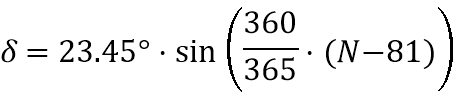 δ = 23.45° · sin (360/365 · (N−81))